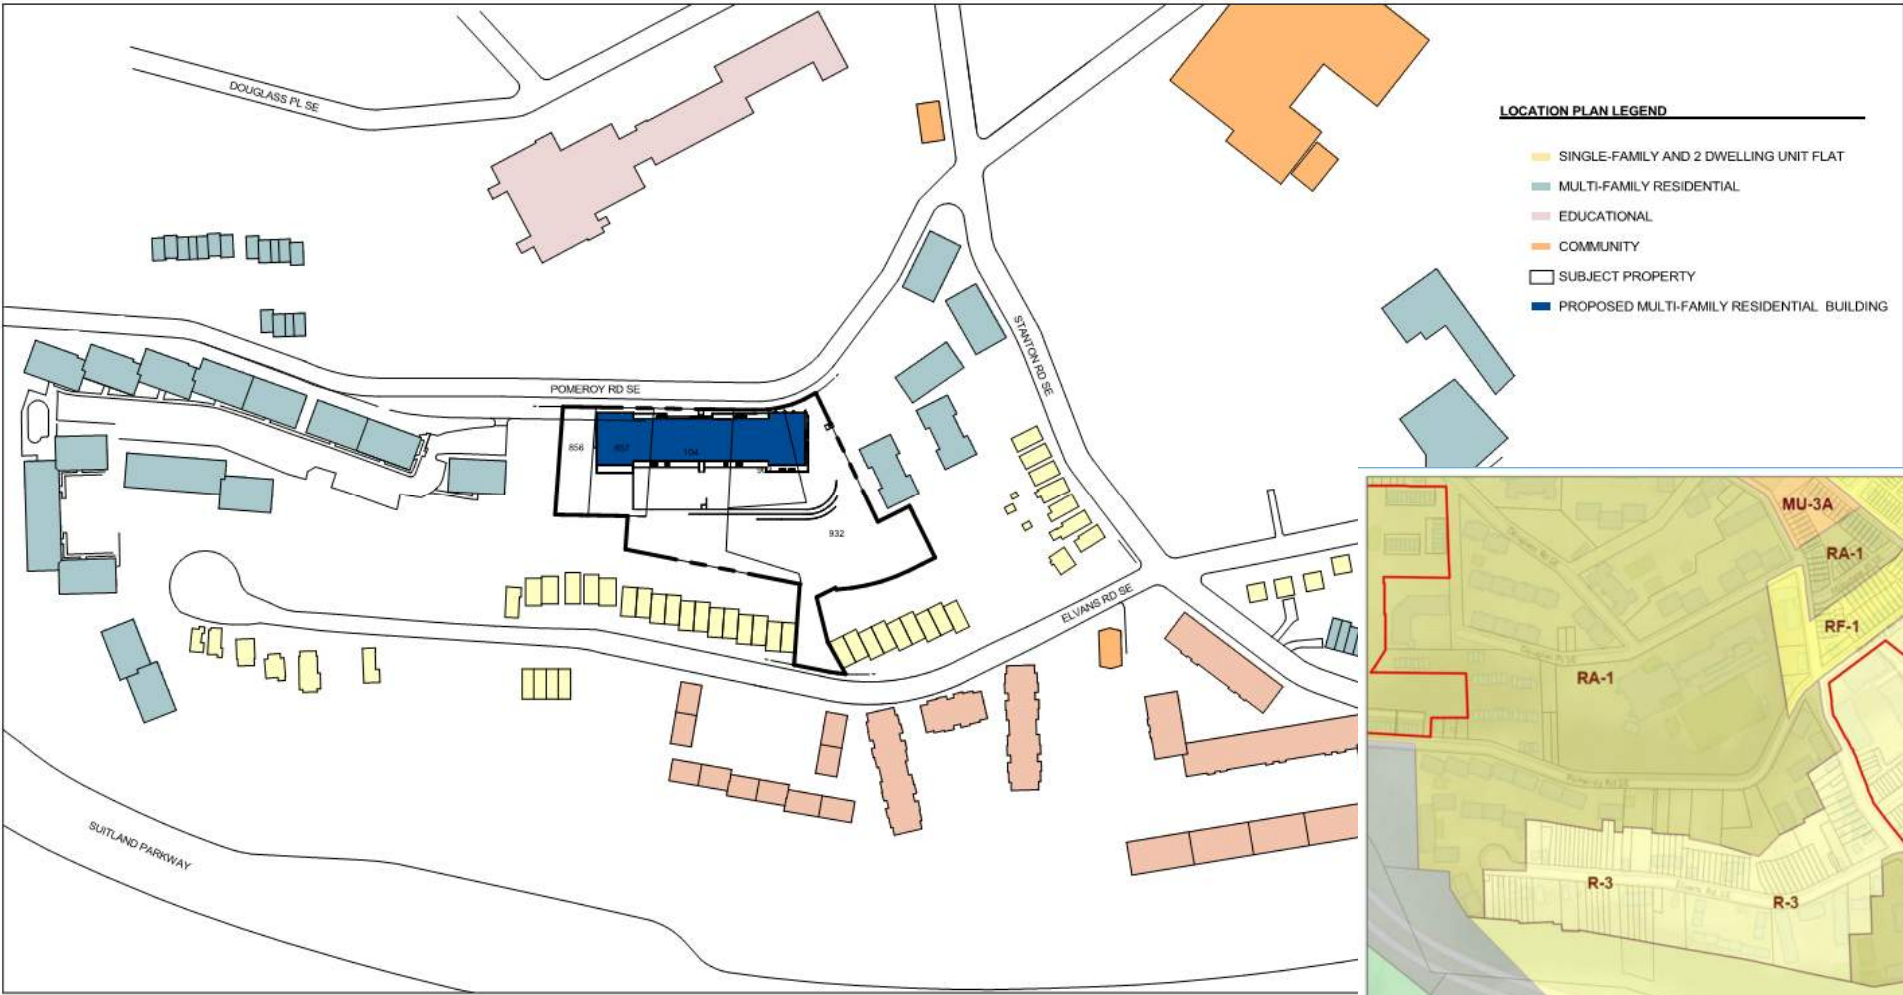 DOUGLASS PL SE
LOCATION PLAN LEGEND
SINGLE-FAMILY AND 2 DWELLING UNIT FLAT
MULTI-FAMILY RESIDENTIAL
EDUCATIONAL
COMMUNITY
SUBJECT PROPERTY
PROPOSED MULTI-FAMILY RESIDENTIAL BUILDING
STANTON RD SE
POMEROY RD SE
856
104
932
ELVANS RD SE
SUITLAND PARKWAY
MU-3A
RA-1
RF-1
RA-1
R-3
R-3